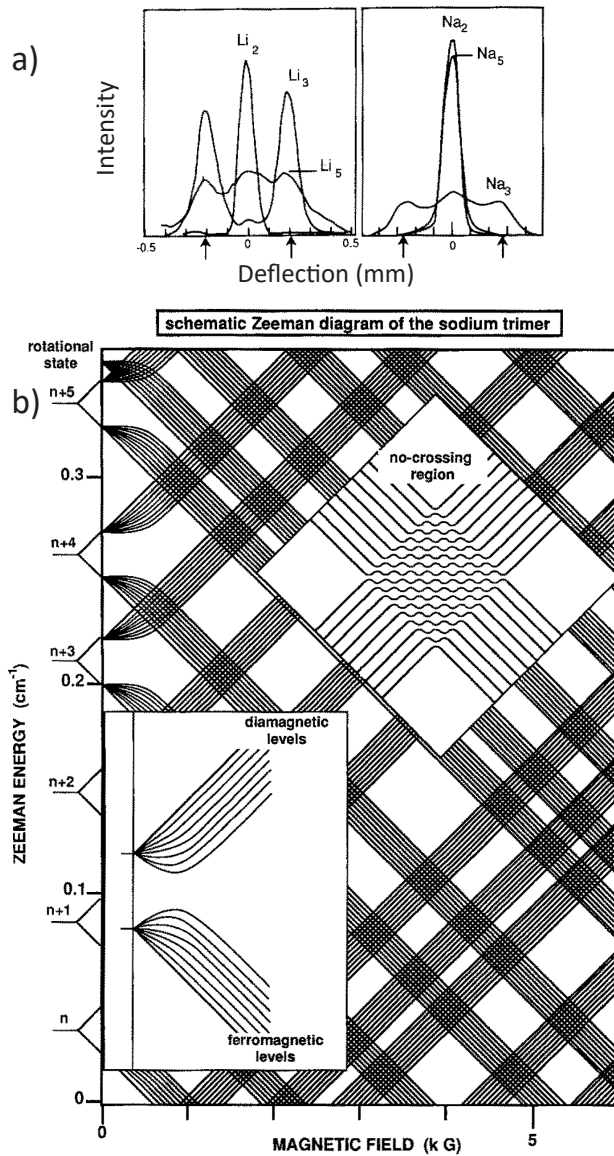 a)
Intensity
Li2
Li3
Li5
-0.5 0 0.5
Na2
Na5
Na3
0
Deflection (mm)
schematic Zeeman diagram of the sodium trimer
rotational
state
b)
n+5
n+4
n+3
n+2
n+1
n
ZEEMAN ENERGY (cm-1)
0.3
0.2
0.1
0
no-crossing
region
diamagnetic
levels
ferromagnetic
levels
0 5
MAGNETIC FIELD (k G)